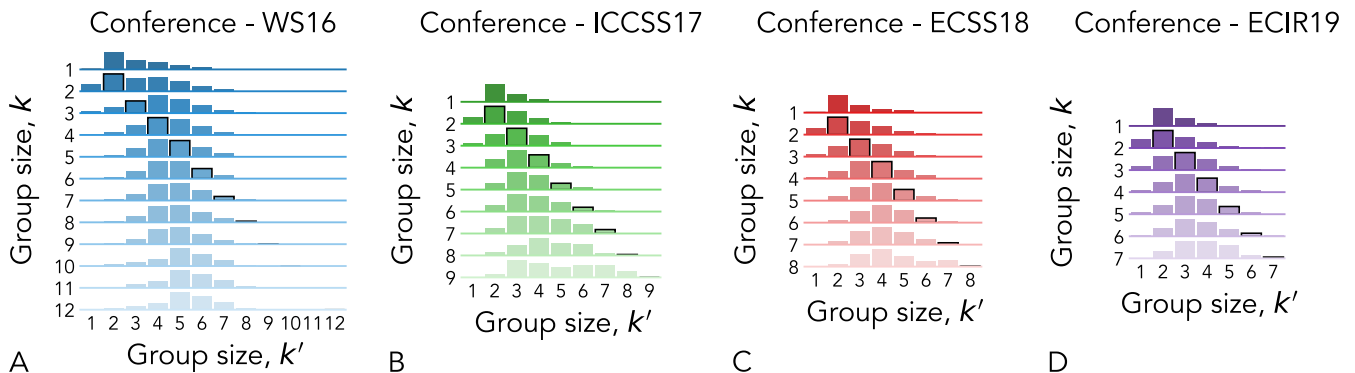 Conference - WS16
Group size, k
1
2
3
4
5
6
7
8
9
10
11
12
1 2 3 4 5 6 7 8 9 10 11 12
Group size, k'
A
Conference - ICCSS17
Group size, k
1
2
3
4
5
6
7
8
9
1 2 3 4 5 6 7 8 9
Group size, k'
B
Conference - ECSS18
Group size, k
1
2
3
4
5
6
7
8
1 2 3 4 5 6 7 8
Group size, k'
C
Conference - ECIR19
Group size, k
1
2
3
4
5
6
7
1 2 3 4 5 6 7
Group size, k'
D